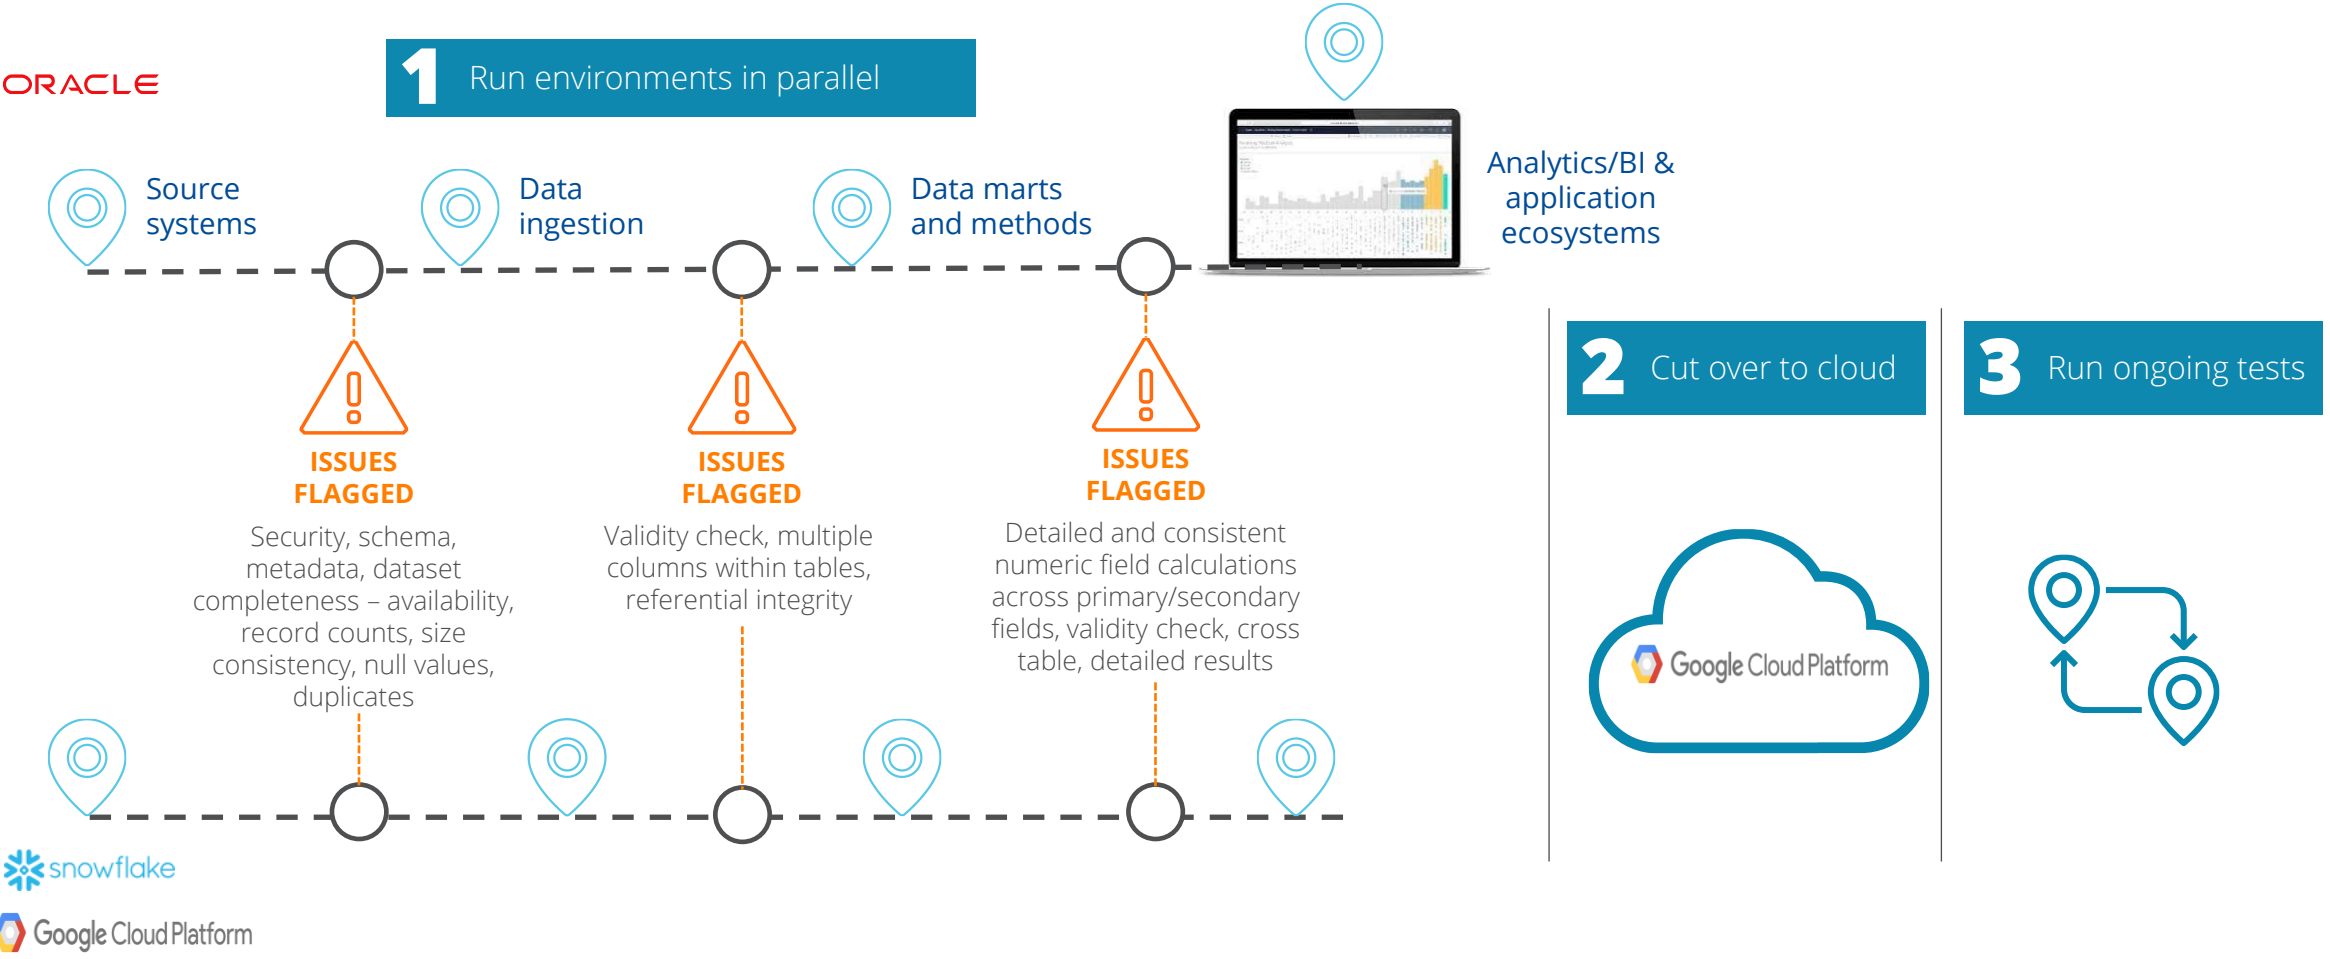 ORACLE
1 Run environments in parallel
Source
systems
Data
ingestion
Data marts
and methods
Analytics/BI &
application
ecosystems
ISSUES
FLAGGED
Security, schema,
metadata, dataset
completeness – availability,
record counts, size
consistency, null values,
duplicates
ISSUES
FLAGGED
Validity check, multiple
columns within tables,
referential integrity
ISSUES
FLAGGED
Detailed and consistent
numeric field calculations
across primary/secondary
fields, validity check, cross
table, detailed results
2 Cut over to cloud
Google Cloud Platform
3 Run ongoing tests
snowflake
Google Cloud Platform